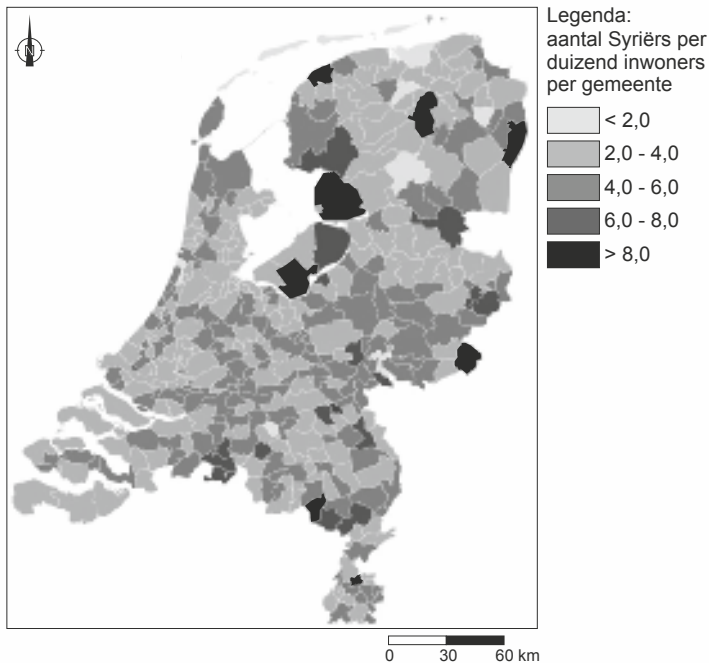 N
Legenda:
aantal Syriërs per
duizend inwoners
per gemeente
< 2,0
2,0 - 4,0
4,0 - 6,0
6,0 - 8,0
> 8,0
0 30 60 km